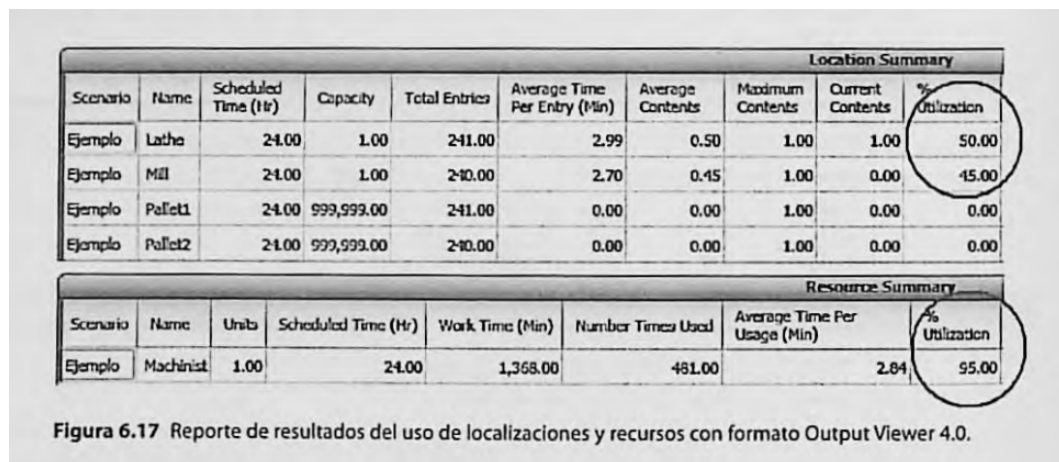 Location Summary
Scenario Name Scheduled Time (Hr) Capacity Total Entries Average Time Per Entry (Min) Average Contents Maximum Contents Current Contents % Utilization
Ejemplo Lathe 24.00 1.00 241.00 2.99 0.50 1.00 1.00 50.00
Ejemplo Mill 24.00 1.00 240.00 2.70 0.45 1.00 0.00 45.00
Ejemplo Pallet1 24.00 999,999.00 241.00 0.00 0.00 1.00 0.00 0.00
Ejemplo Pallet2 24.00 999,999.00 240.00 0.00 0.00 1.00 0.00 0.00
Resource Summary
Scenario Name Units Scheduled Time (Hr) Work Time (Min) Number Times Used Average Time Per Usage (Min) % Utilization
Ejemplo Machinist 1.00 24.00 1,368.00 481.00 2.84 95.00
Figura 6.17 Reporte de resultados del uso de localizaciones y recursos con formato Output Viewer 4.0.